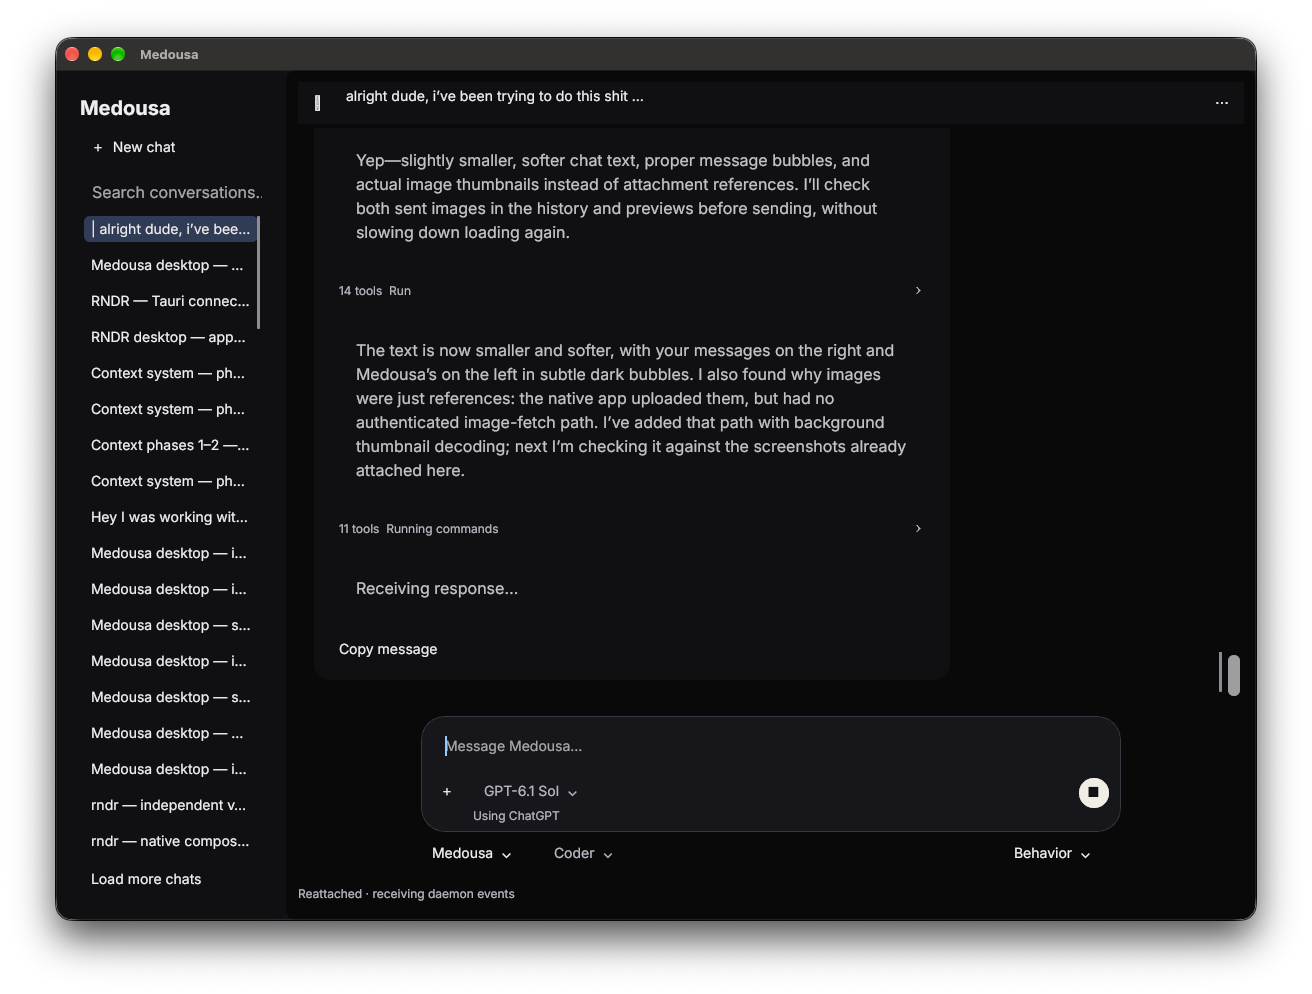 Medousa
Medousa
+ New chat
Search conversations..
alright dude, i've bee...
Medousa desktop — ...
RNDR — Tauri connec...
RNDR desktop — app...
Context system — ph...
Context system — ph...
Context phases 1–2 —...
Context system — ph...
Hey I was working wit...
Medousa desktop — i...
Medousa desktop — i...
Medousa desktop — s...
Medousa desktop — i...
Medousa desktop — s...
Medousa desktop — ...
Medousa desktop — i...
rndr — independent v...
rndr — native compos...
Load more chats
alright dude, i've been trying to do this shit ...
...
Yep—slightly smaller, softer chat text, proper message bubbles, and
actual image thumbnails instead of attachment references. I'll check
both sent images in the history and previews before sending, without
slowing down loading again.
14 tools Run
The text is now smaller and softer, with your messages on the right and
Medousa's on the left in subtle dark bubbles. I also found why images
were just references: the native app uploaded them, but had no
authenticated image-fetch path. I've added that path with background
thumbnail decoding; next I'm checking it against the screenshots already
attached here.
11 tools Running commands
Receiving response...
Copy message
Message Medousa...
+ GPT-6.1 Sol
Using ChatGPT
Medousa Coder Behavior
Reattached · receiving daemon events